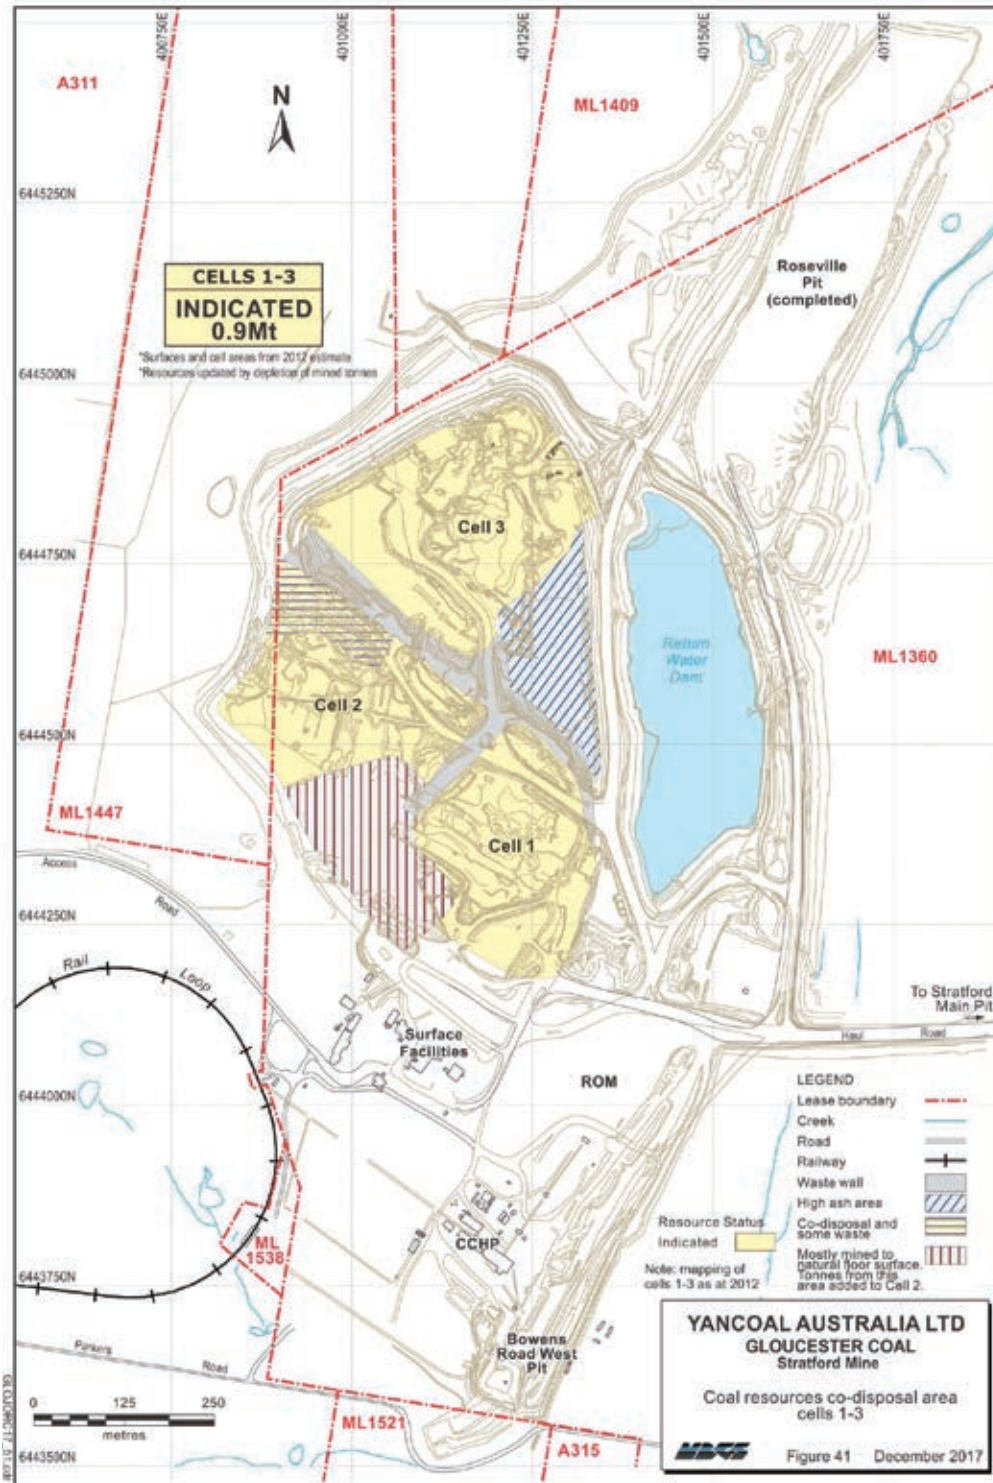 400750E
401000E
401250E
401500E
401750E
A311
N
ML1409
6445250N
CELLS 1-3
INDICATED
0.9Mt
*Surfaces and cell areas from 2012 estimate
*Resources updated by depletion of mined tonnes
Roseville
Pit
(completed)
6445000N
Cell 3
6444750N
Return
Water
Dam
ML1360
Cell 2
6444500N
ML1447
Cell 1
Access
Road
6444250N
Rail
Loop
To Stratford
Main Pit
Haul
Road
Surface
Facilities
ROM
6444000N
LEGEND
Lease boundary
Creek
Road
Railway
Waste wall
High ash area
Co-disposal and
some waste
Mostly mined to
natural floor surface.
Tonnes from this
area added to Cell 2.
Resource Status
Indicated
Note: mapping of
cells 1-3 as at 2012
CCHP
ML
1538
6443750N
Bowens
Road West
Pit
Parkers
Road
0 125 250
metres
ML1521
A315
6443500N
YANCOAL AUSTRALIA LTD
GLOUCESTER COAL
Stratford Mine
Coal resources co-disposal area
cells 1-3
Figure 41 December 2017